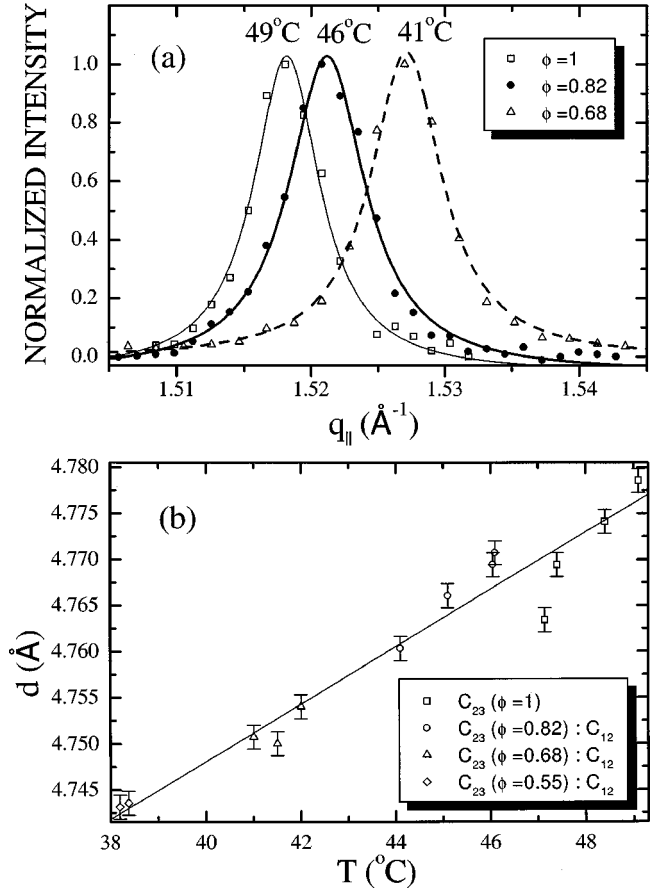 49°C 46°C 41°C
(a)
□ ϕ=1
● ϕ=0.82
△ ϕ=0.68
NORMALIZED INTENSITY
1.0
0.8
0.6
0.4
0.2
0.0
1.51 1.52 1.53 1.54
q|| (Å⁻¹)
(b)
d (Å)
4.780
4.775
4.770
4.765
4.760
4.755
4.750
4.745
□ C₂₃ (ϕ=1)
○ C₂₃ (ϕ=0.82) : C₁₂
△ C₂₃ (ϕ=0.68) : C₁₂
◇ C₂₃ (ϕ=0.55) : C₁₂
38 40 42 44 46 48
T (°C)